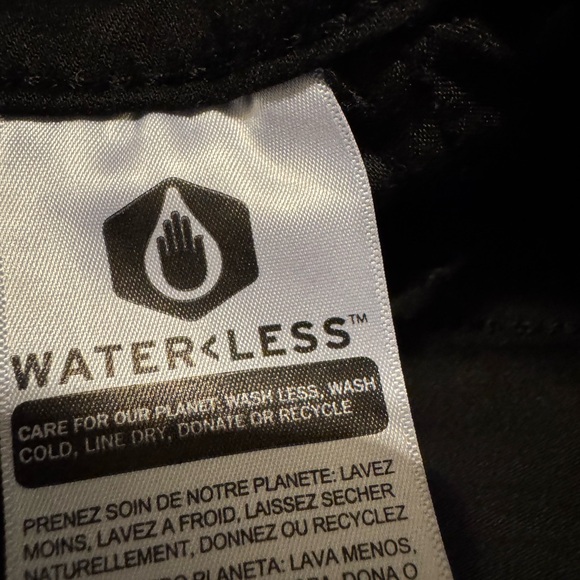 WATER<LESS™
CARE FOR OUR PLANET: WASH LESS, WASH
COLD, LINE DRY, DONATE OR RECYCLE
PRENEZ SOIN DE NOTRE PLANETE: LAVEZ
MOINS, LAVEZ A FROID, LAISSEZ SECHER
NATURELLEMENT, DONNEZ OU RECYCLEZ
PLANETA: LAVA MENOS,
DONA O